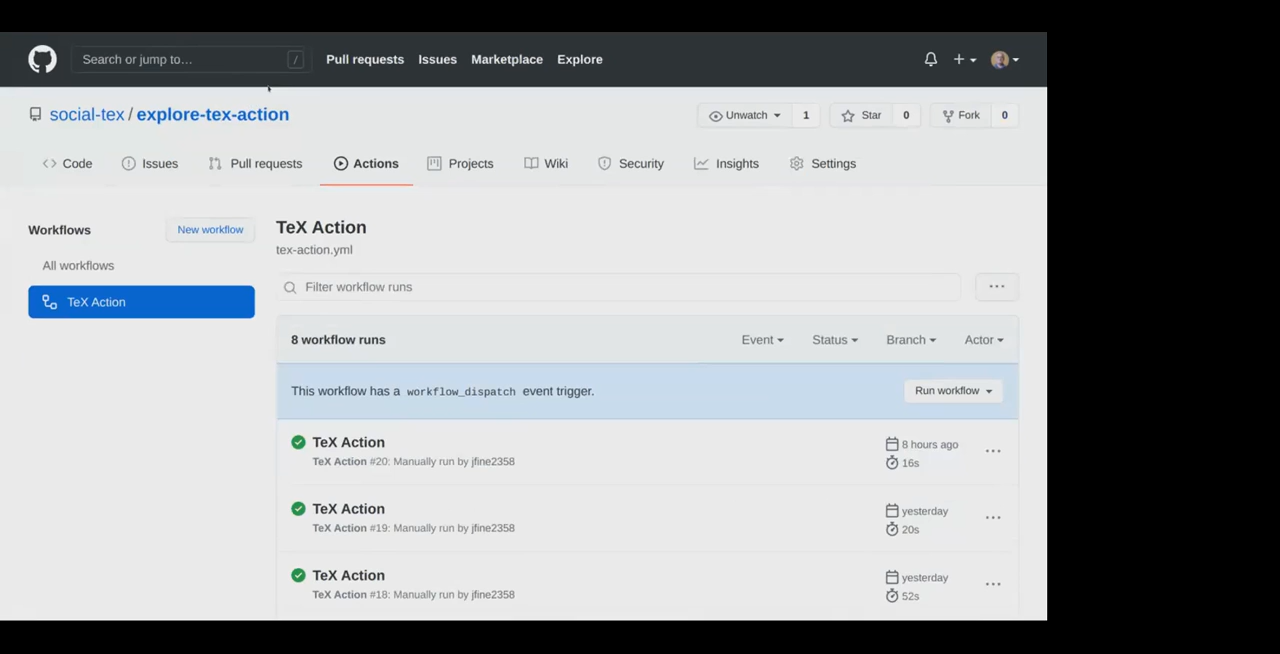 Search or jump to… / Pull requests Issues Marketplace Explore
social-tex / explore-tex-action Unwatch 1 Star 0 Fork 0
Code Issues Pull requests Actions Projects Wiki Security Insights Settings
Workflows New workflow
All workflows
TeX Action
TeX Action
tex-action.yml
Filter workflow runs
8 workflow runs Event Status Branch Actor
This workflow has a workflow_dispatch event trigger. Run workflow
TeX Action 8 hours ago
TeX Action #20: Manually run by jfine2358 16s
TeX Action yesterday
TeX Action #19: Manually run by jfine2358 20s
TeX Action yesterday
TeX Action #18: Manually run by jfine2358 52s